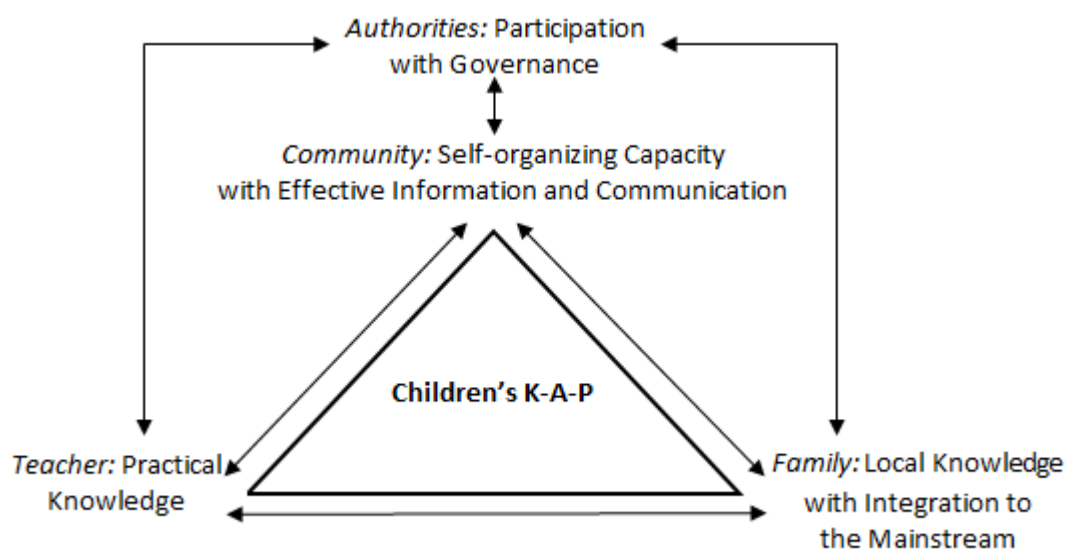 Authorities: Participation
with Governance
Community: Self-organizing Capacity
with Effective Information and Communication
Children’s K-A-P
Teacher: Practical
Knowledge
Family: Local Knowledge
with Integration to
the Mainstream